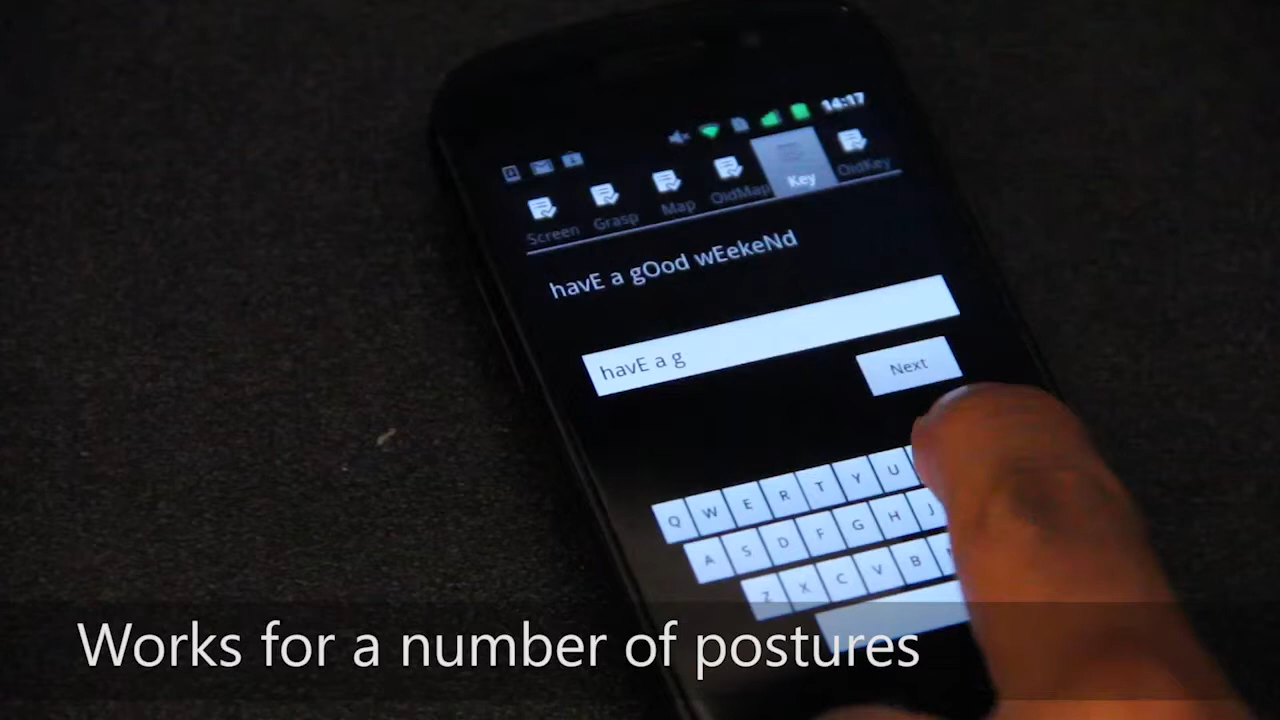 14:17
Screen Grasp Map OldMap Key OldKey
havE a gOod wEekeNd
havE a g
Next
Q W E R T Y U
A S D F G H J
Z X C V B
Works for a number of postures